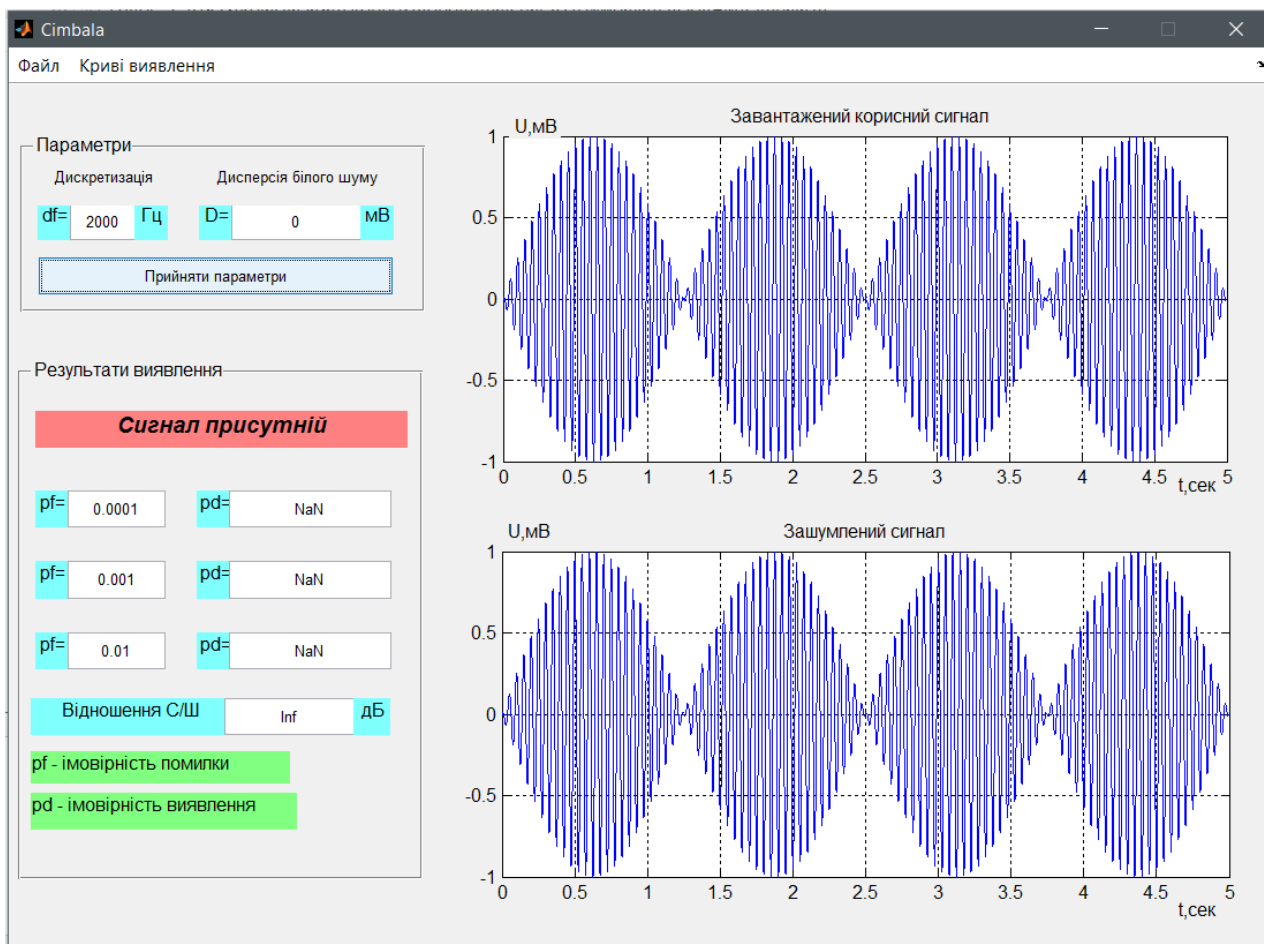 Cimbala
Файл Криві виявлення
Параметри
Дискретизація Дисперсія білого шуму
df= 2000 Гц D= 0 мВ
Прийняти параметри
Результати виявлення
Сигнал присутній
pf= 0.0001 pd= NaN
pf= 0.001 pd= NaN
pf= 0.01 pd= NaN
Відношення С/Ш Inf дБ
pf - імовірність помилки
pd - імовірність виявлення
Завантажений корисний сигнал
U,мВ
1
0.5
0
-0.5
-1
0 0.5 1 1.5 2 2.5 3 3.5 4 4.5 5
t,сек
Зашумлений сигнал
U,мВ
1
0.5
0
-0.5
-1
0 0.5 1 1.5 2 2.5 3 3.5 4 4.5 5
t,сек